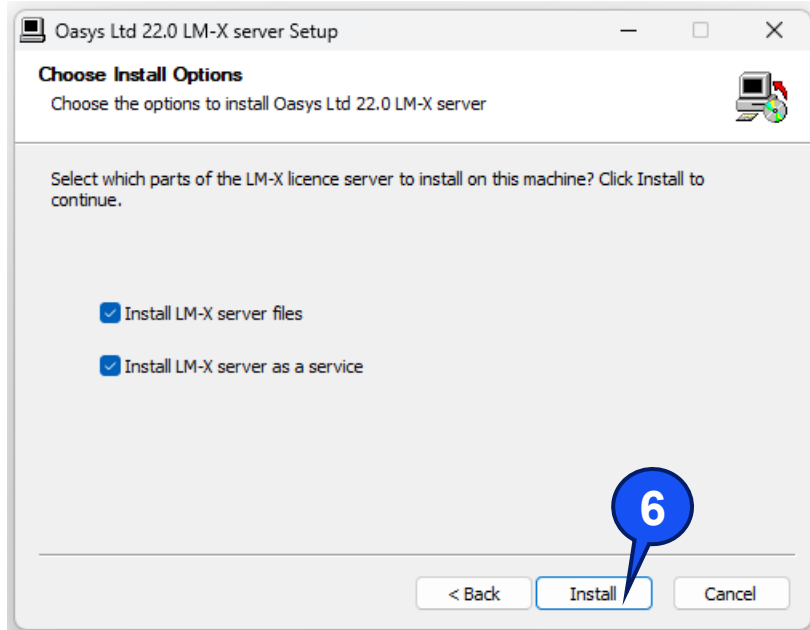 Oasys Ltd 22.0 LM-X server Setup
Choose Install Options
Choose the options to install Oasys Ltd 22.0 LM-X server
Select which parts of the LM-X licence server to install on this machine? Click Install to
continue.
Install LM-X server files
Install LM-X server as a service
6
< Back Install Cancel